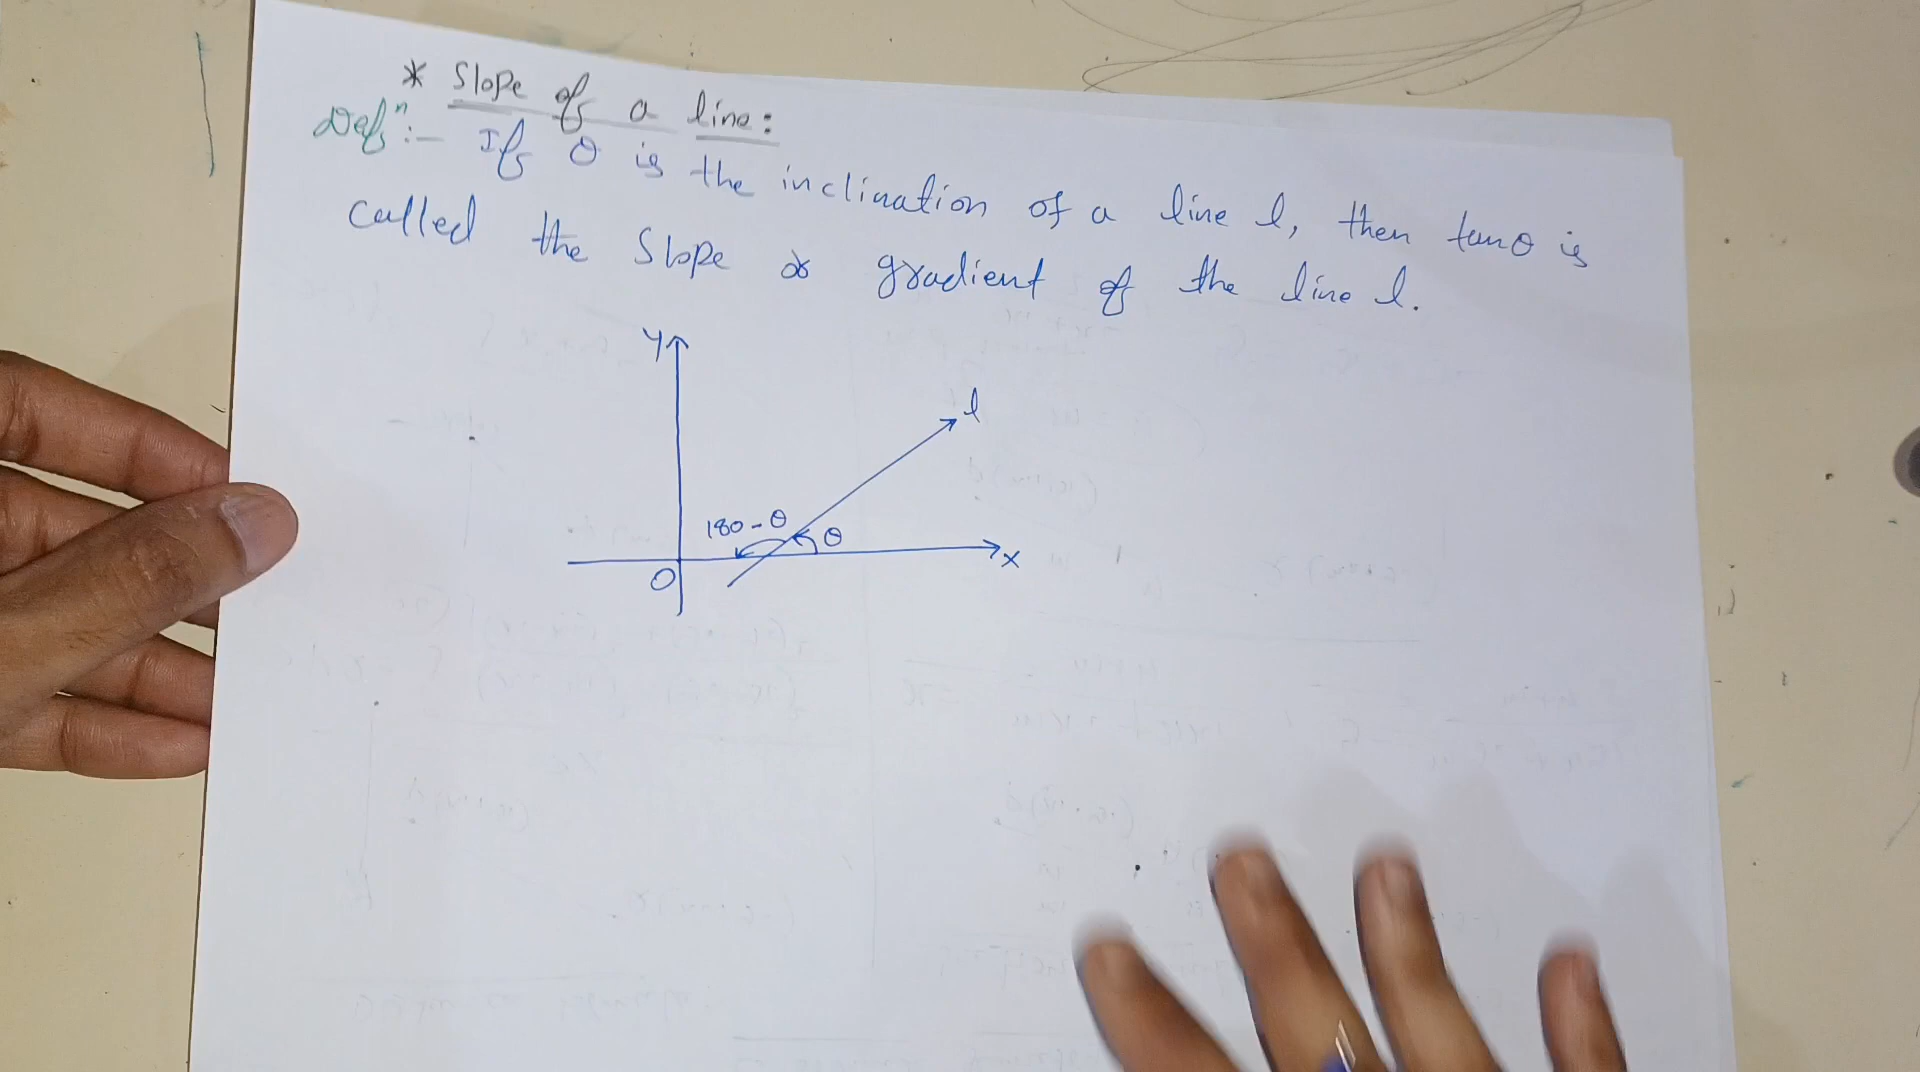 * Slope of a line:
Defn:- If θ is the inclination of a line l, then tanθ is
called the Slope or gradient of the line l.
Y
l
180-θ
θ
X
O